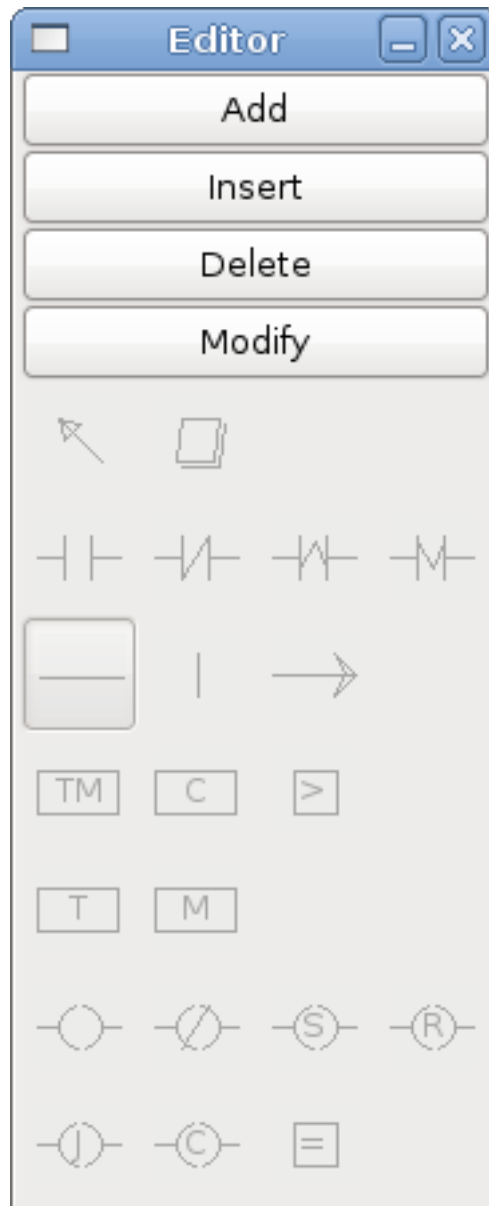 Editor
Add
Insert
Delete
Modify
TM C >
T M
S R
J C =